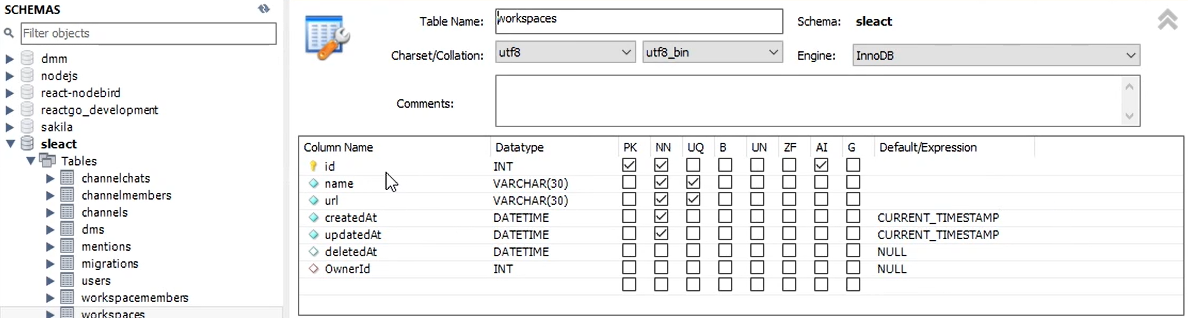 SCHEMAS
Filter objects
dmm
nodejs
react-nodebird
reactgo_development
sakila
sleact
Tables
channelchats
channelmembers
channels
dms
mentions
migrations
users
workspacemembers
workspaces
Table Name: workspaces Schema: sleact
Charset/Collation: utf8 utf8_bin Engine: InnoDB
Comments:
Column Name Datatype PK NN UQ B UN ZF AI G Default/Expression
id INT
name VARCHAR(30)
url VARCHAR(30)
createdAt DATETIME CURRENT_TIMESTAMP
updatedAt DATETIME CURRENT_TIMESTAMP
deletedAt DATETIME NULL
OwnerId INT NULL